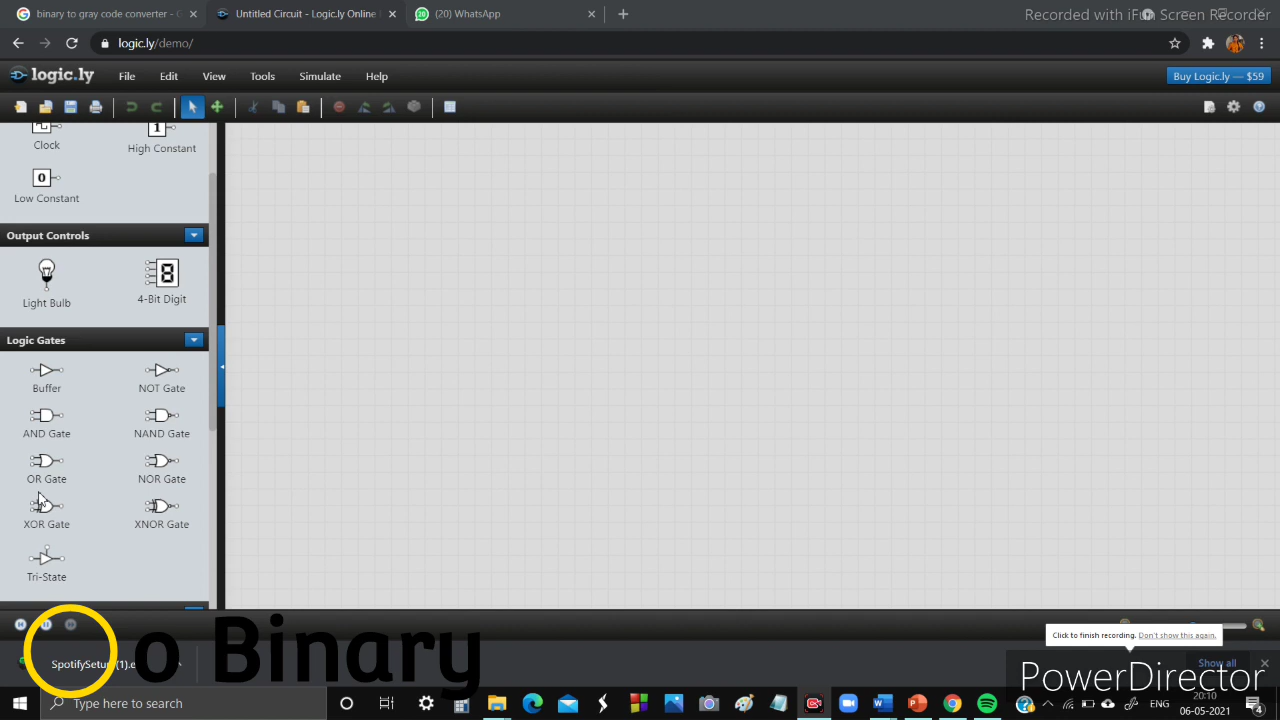 binary to gray code converter - G
Untitled Circuit - Logic.ly Online
(20) WhatsApp
Recorded with iFun Screen Recorder
logic.ly/demo/
logic.ly
File
Edit
View
Tools
Simulate
Help
Buy Logic.ly — $59
Clock
High Constant
Low Constant
Output Controls
Light Bulb
4-Bit Digit
Logic Gates
Buffer
NOT Gate
AND Gate
NAND Gate
OR Gate
NOR Gate
XOR Gate
XNOR Gate
Tri-State
Click to finish recording. Don't show this again.
o Binary
SpotifySetup (1).e
Show all
PowerDirector
Type here to search
ENG
20:10
06-05-2021
4